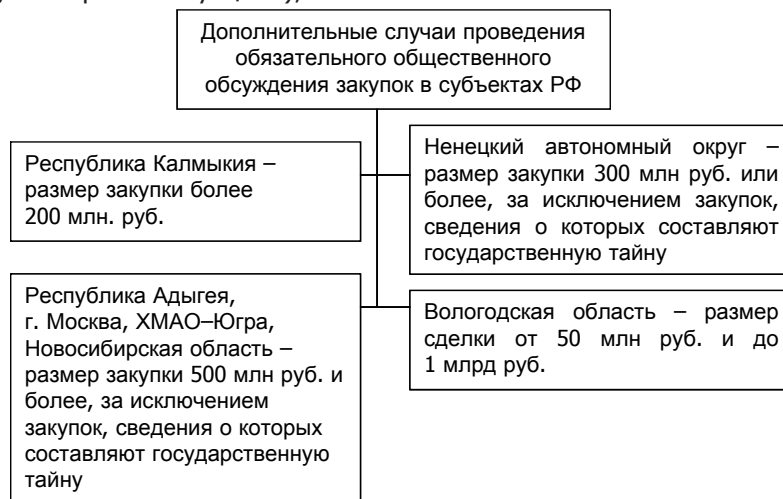 Дополнительные случаи проведения
обязательного общественного
обсуждения закупок в субъектах РФ
Республика Калмыкия –
размер закупки более
200 млн. руб.
Ненецкий автономный округ –
размер закупки 300 млн руб. или
более, за исключением закупок,
сведения о которых составляют
государственную тайну
Республика Адыгея,
г. Москва, ХМАО–Югра,
Новосибирская область –
размер закупки 500 млн руб. и
более, за исключением
закупок, сведения о которых
составляют государственную
тайну
Вологодская область – размер
сделки от 50 млн руб. и до
1 млрд руб.